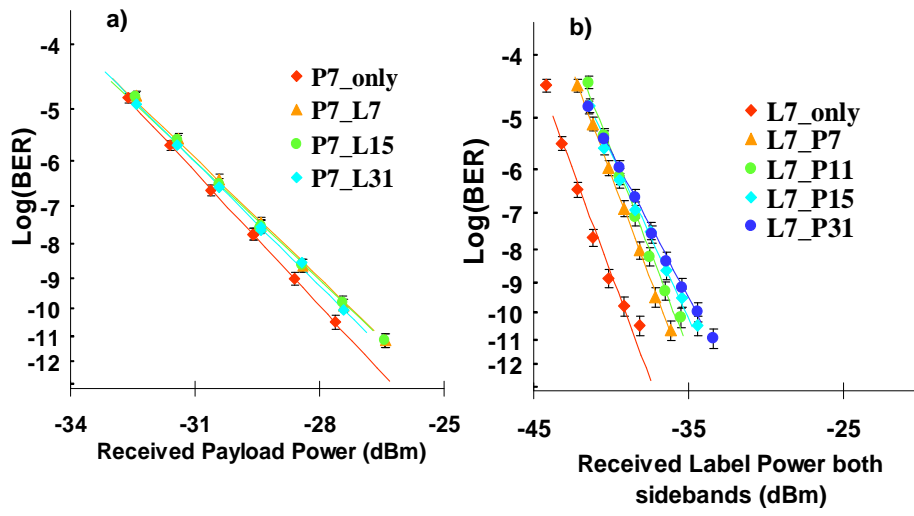 a)
Log(BER)
-4
-5
-6
-7
-8
-9
-10
-11
-12
-34
-31
-28
-25
Received Payload Power (dBm)
P7_only
P7_L7
P7_L15
P7_L31
b)
Log(BER)
-4
-5
-6
-7
-8
-9
-10
-11
-12
-45
-35
-25
Received Label Power both
sidebands (dBm)
L7_only
L7_P7
L7_P11
L7_P15
L7_P31